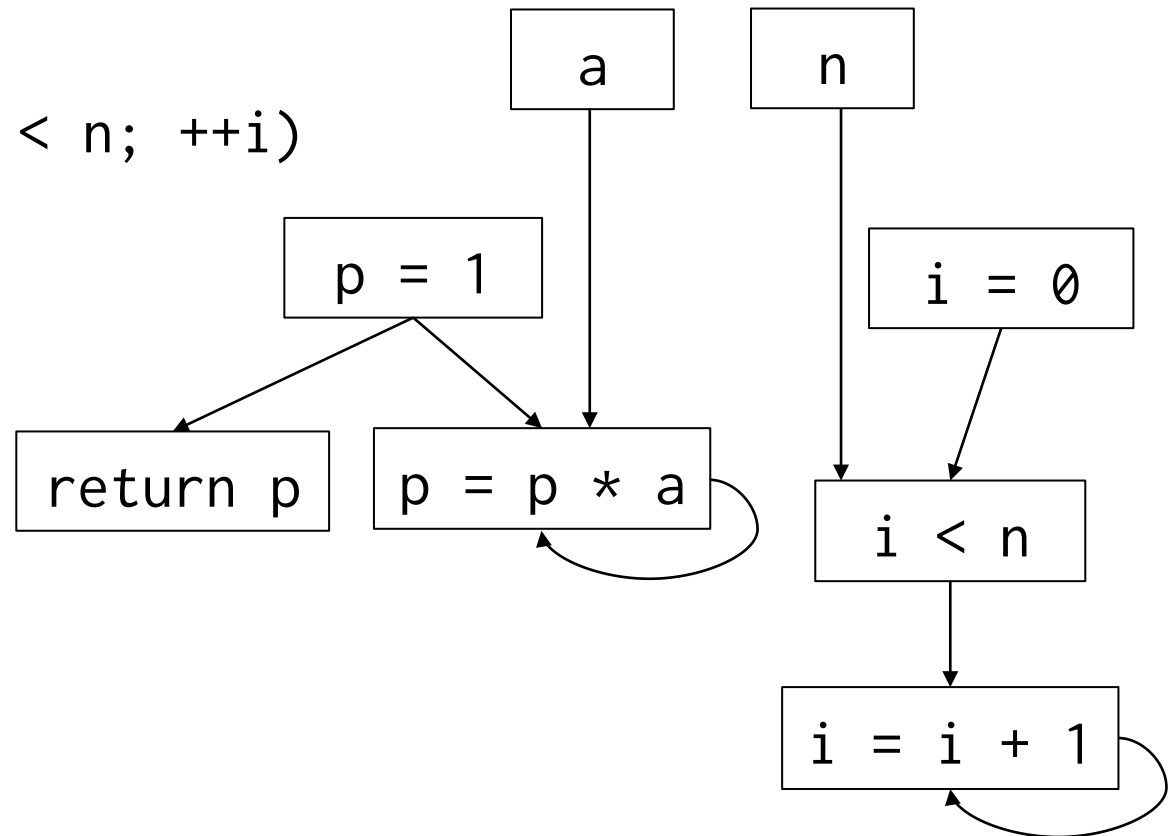 a
n
< n; ++i)
p = 1
i = 0
return p
p = p * a
i < n
i = i + 1